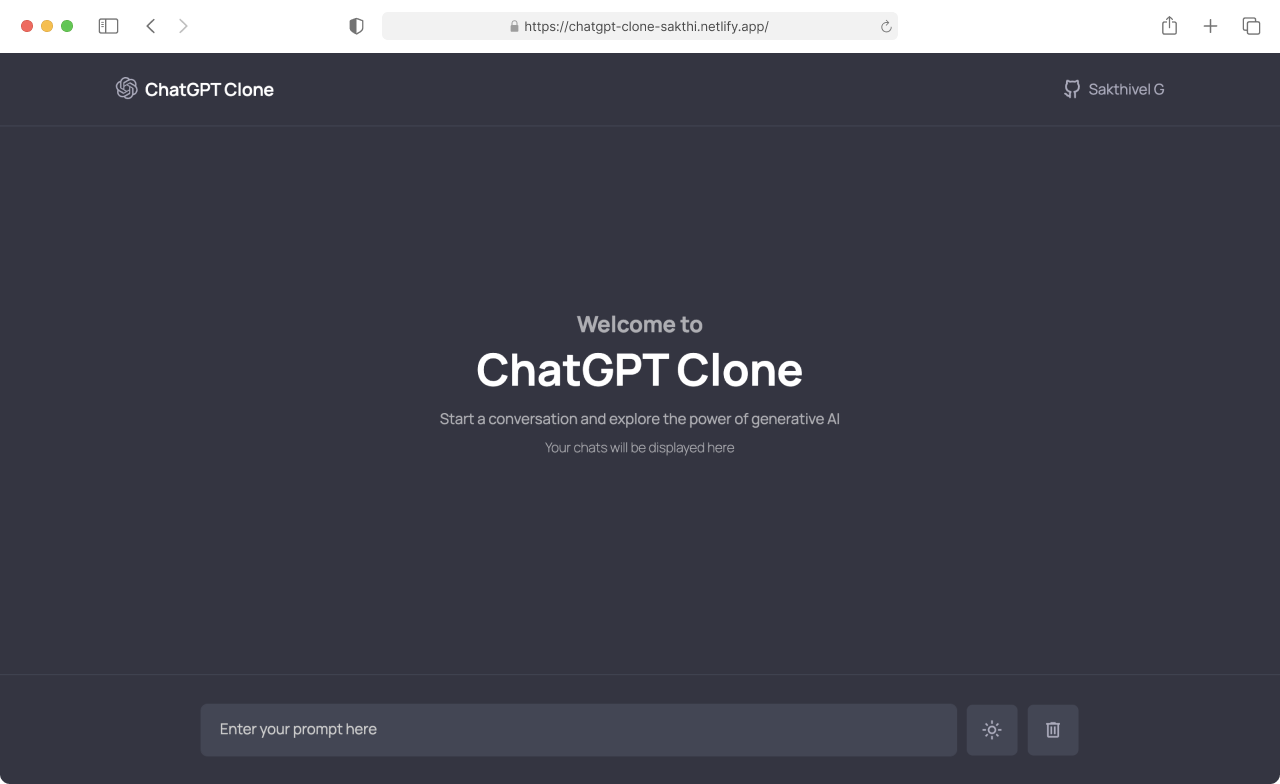 https://chatgpt-clone-sakthi.netlify.app/
ChatGPT Clone
Sakthivel G
Welcome to
ChatGPT Clone
Start a conversation and explore the power of generative AI
Your chats will be displayed here
Enter your prompt here